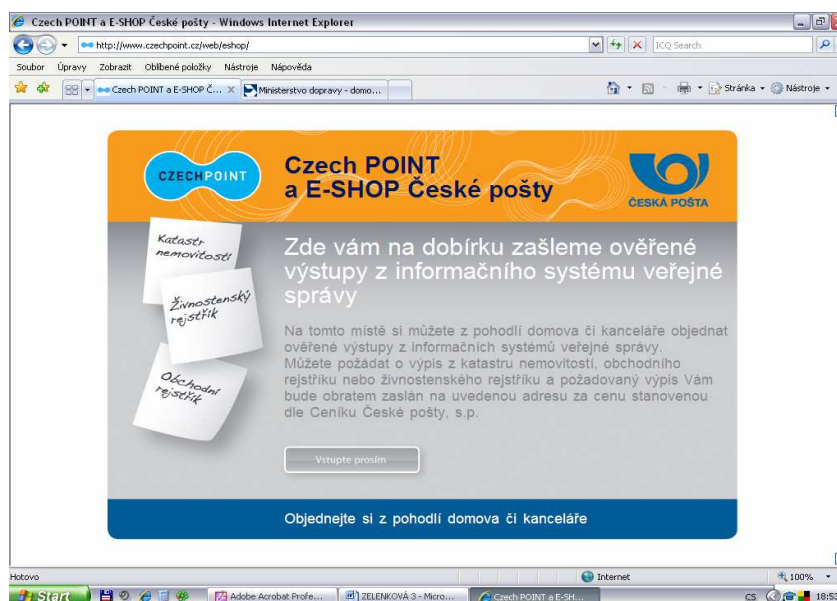 Czech POINT a E-SHOP České pošty - Windows Internet Explorer
http://www.czechpoint.cz/web/eshop/
ICQ Search
Soubor Úpravy Zobrazit Oblíbené položky Nástroje Nápověda
Czech POINT a E-SHOP Č... Ministerstvo dopravy - domo...
Stránka Nástroje
CZECHPOINT
Czech POINT
a E-SHOP České pošty
ČESKÁ POŠTA
Katastr
nemovitostí
Živnostenský
rejstřík
Obchodní
rejstřík
Zde vám na dobírku zašleme ověřené
výstupy z informačního systému veřejné
správy
Na tomto místě si můžete z pohodlí domova či kanceláře objednat
ověřené výstupy z informačních systémů veřejné správy.
Můžete požádat o výpis z katastru nemovitostí, obchodního
rejstříku nebo živnostenského rejstříku a požadovaný výpis Vám
bude obratem zaslán na uvedenou adresu za cenu stanovenou
dle Ceníku České pošty, s.p.
Vstupte prosím
Objednejte si z pohodlí domova či kanceláře
Hotovo Internet 100%
Start Adobe Acrobat Profe... ZELENKOVÁ 3 - Micro... Czech POINT a E-SH... CS